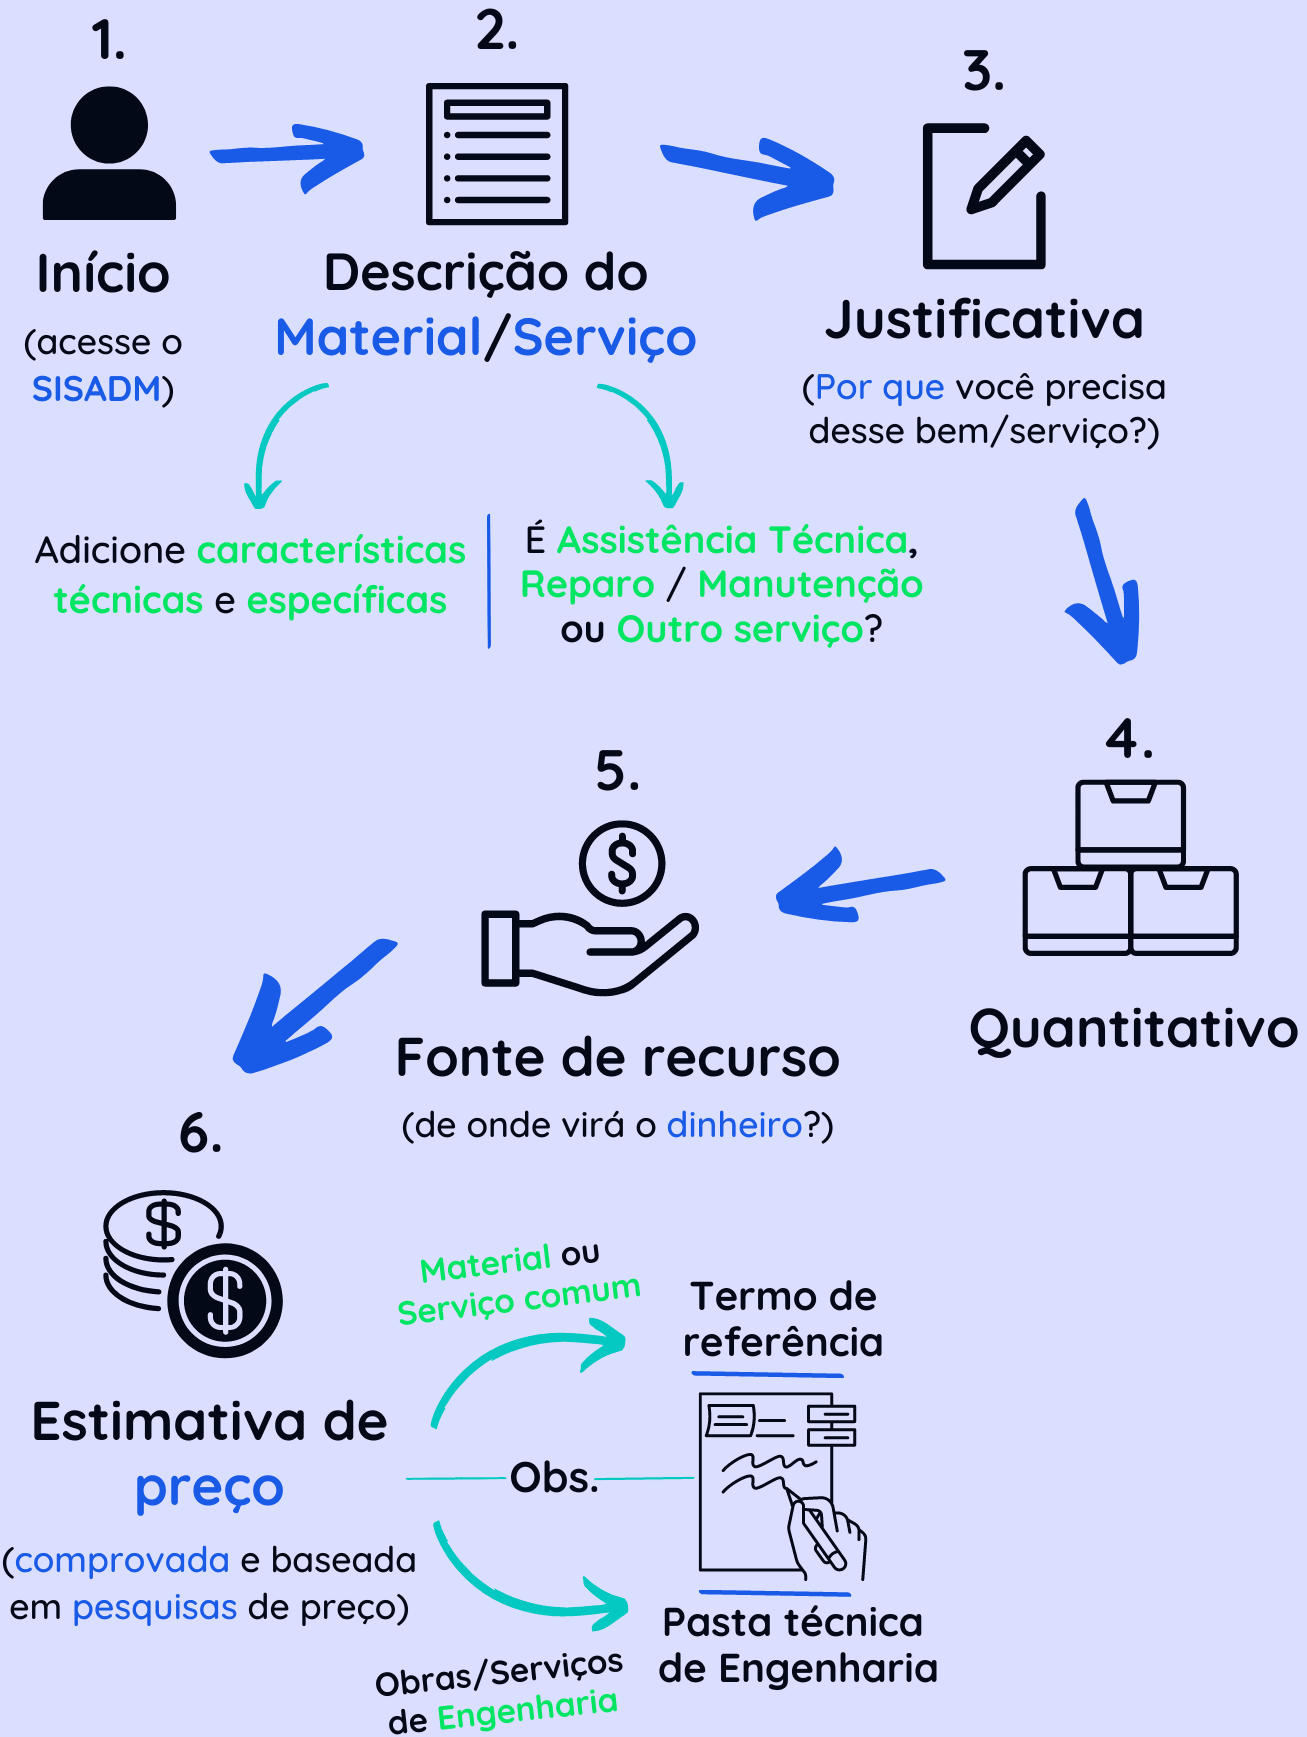 1.
Início
(acesse o
SISADM)
2.
Descrição do
Material/Serviço
Adicione características
técnicas e específicas
É Assistência Técnica,
Reparo / Manutenção
ou Outro serviço?
3.
Justificativa
(Por que você precisa
desse bem/serviço?)
4.
Quantitativo
5.
$
Fonte de recurso
(de onde virá o dinheiro?)
6.
$
$
Estimativa de
preço
(comprovada e baseada
em pesquisas de preço)
Material ou
Serviço comum
Termo de
referência
Obs.
Obras/Serviços
de Engenharia
Pasta técnica
de Engenharia